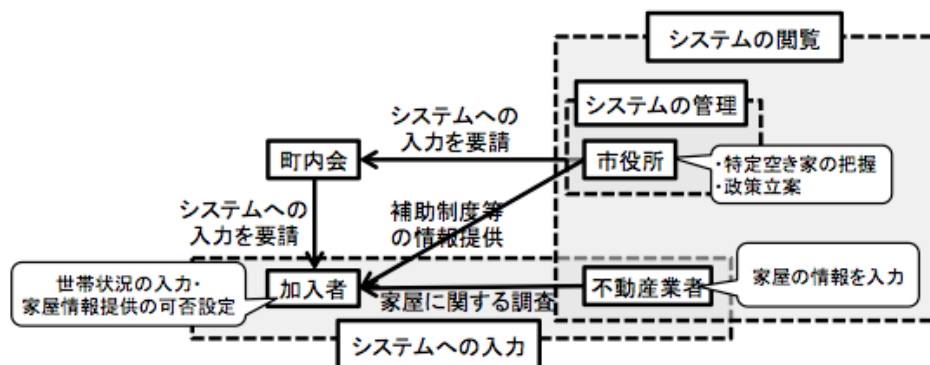 システムの閲覧
システムの管理
システムへの
入力を要請
町内会
市役所
・特定空き家の把握
・政策立案
システムへの
入力を要請
補助制度等
の情報提供
世帯状況の入力・
家屋情報提供の可否設定
加入者
家屋に関する調査
不動産業者
家屋の情報を入力
システムへの入力